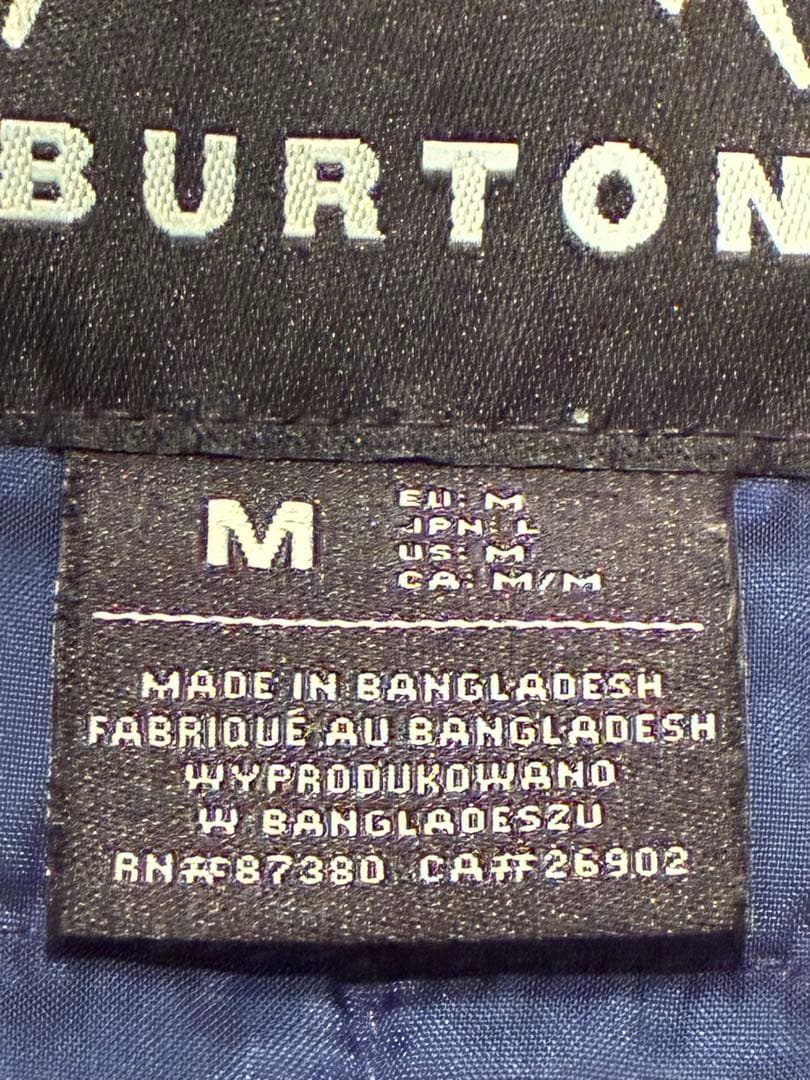 BURTON
M
EU: M
JPN: L
US: M
CA: M/M
MADE IN BANGLADESH
FABRIQUÉ AU BANGLADESH
WYPRODUKOWANO
W BANGLADESZU
RN#87380 CA#26902